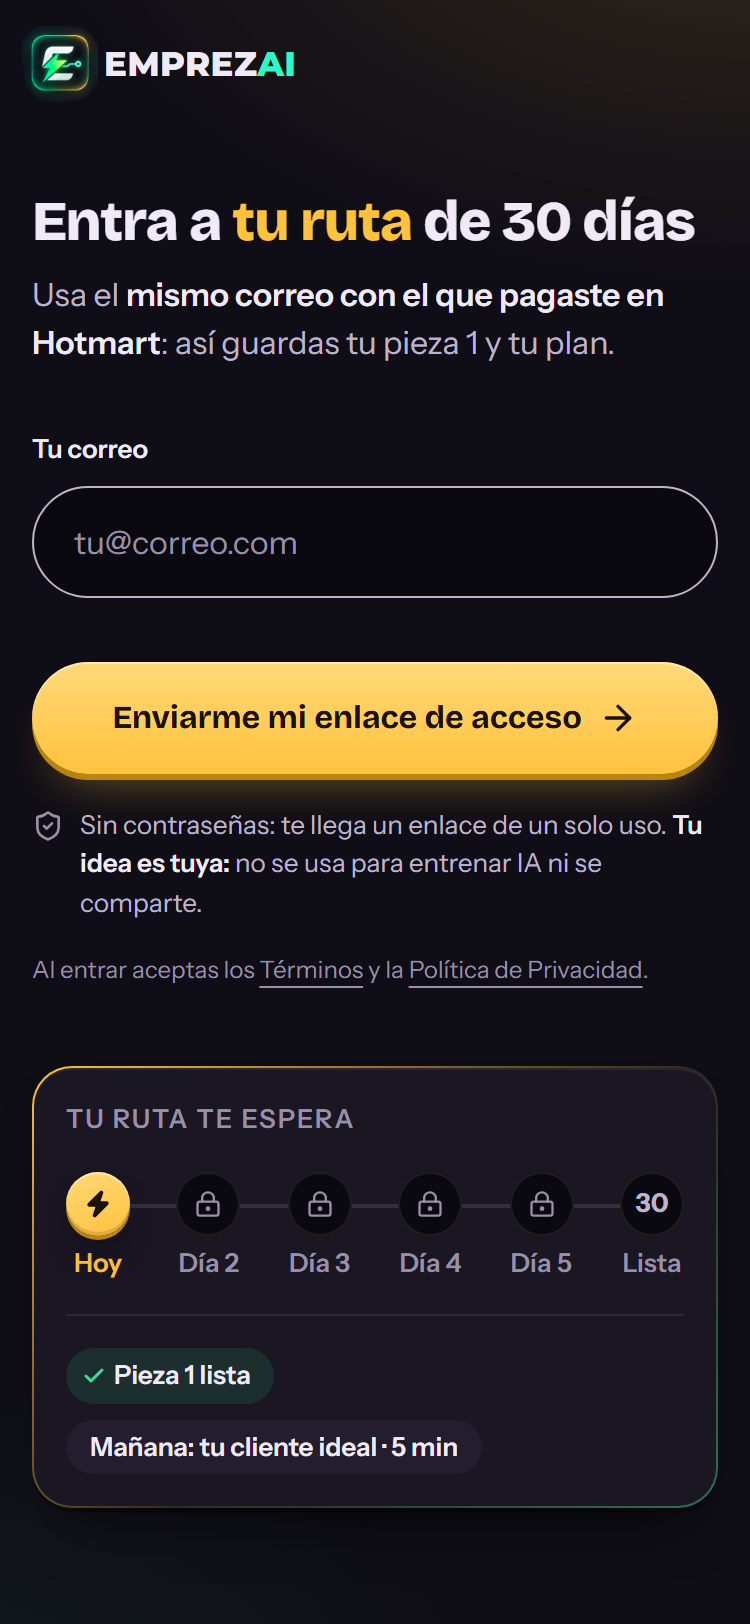 EMPREZAI
Entra a tu ruta de 30 días
Usa el mismo correo con el que pagaste en
Hotmart: así guardas tu pieza 1 y tu plan.
Tu correo
tu@correo.com
Enviarme mi enlace de acceso →
Sin contraseñas: te llega un enlace de un solo uso. Tu
idea es tuya: no se usa para entrenar IA ni se
comparte.
Al entrar aceptas los Términos y la Política de Privacidad.
TU RUTA TE ESPERA
30
Hoy Día 2 Día 3 Día 4 Día 5 Lista
Pieza 1 lista
Mañana: tu cliente ideal · 5 min